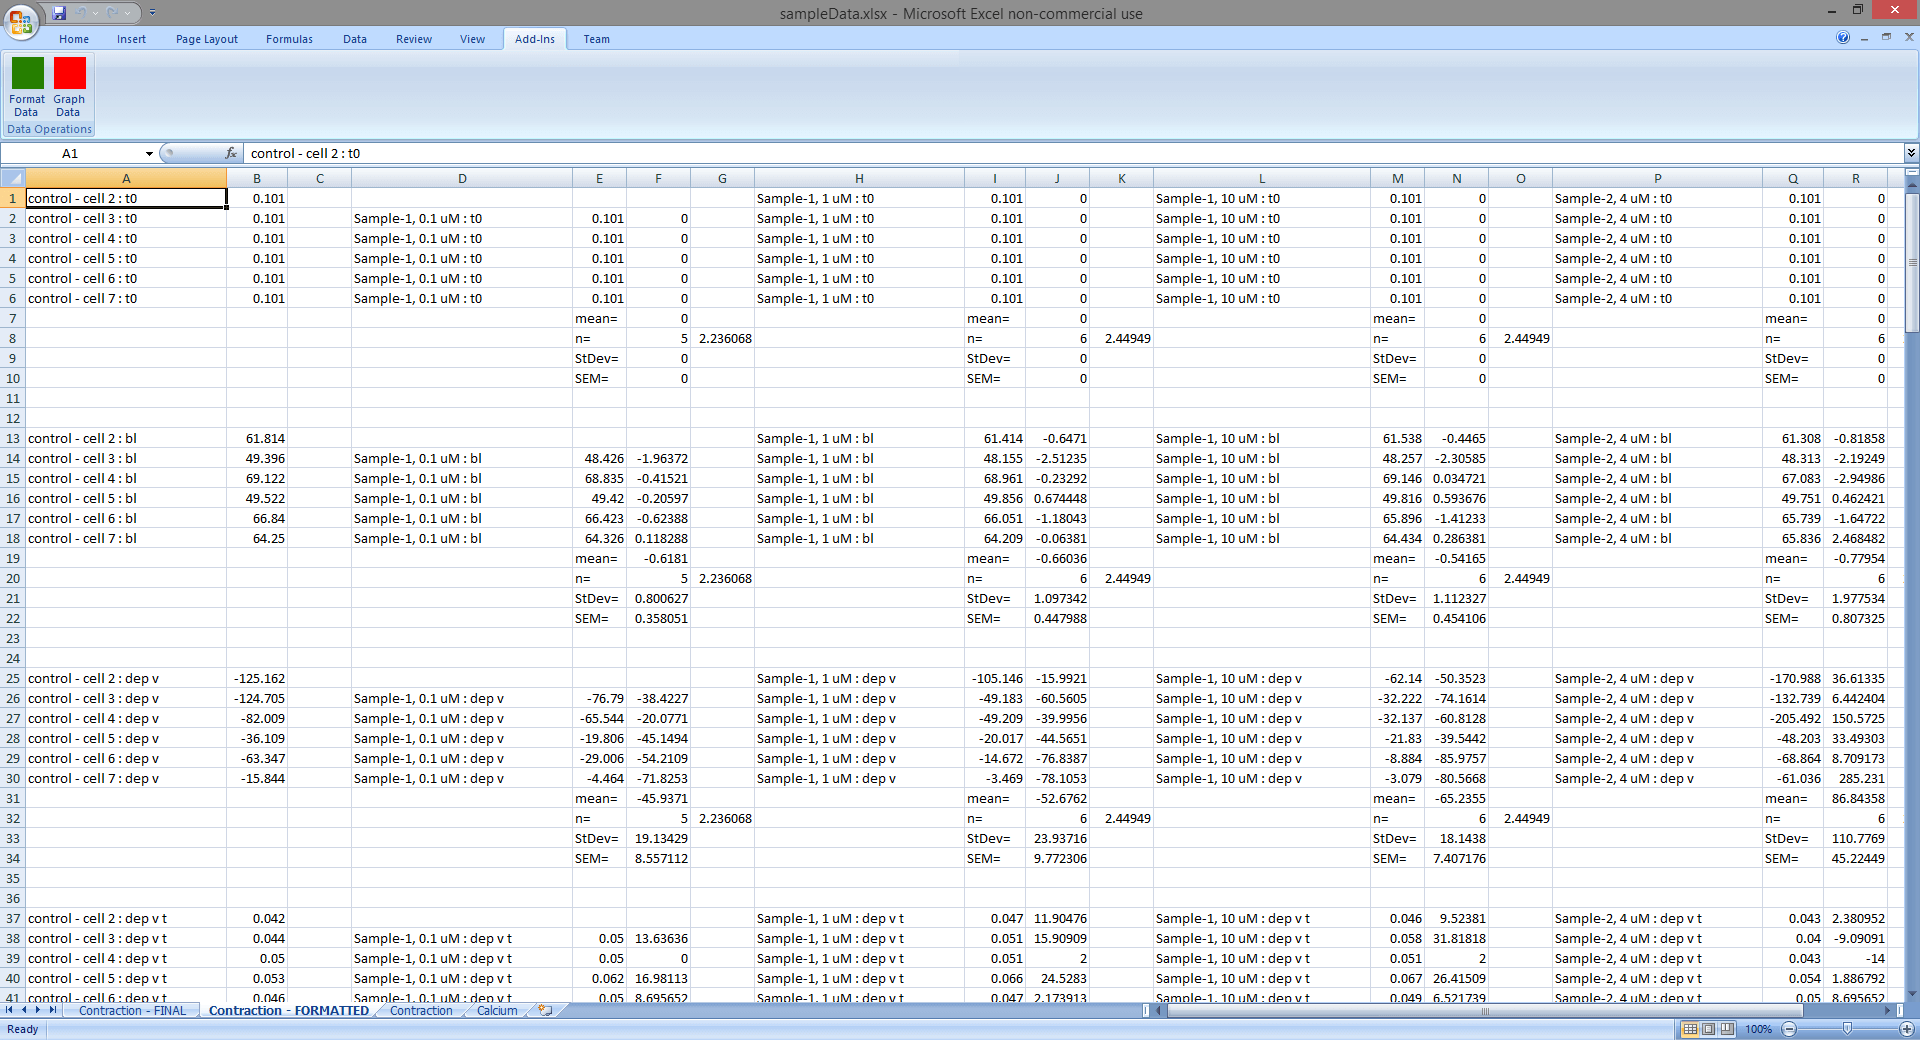 sampleData.xlsx - Microsoft Excel non-commercial use
Home Insert Page Layout Formulas Data Review View Add-Ins Team
Format Data Graph Data
Data Operations
A1 fx control - cell 2 : t0
A B C D E F G H I J K L M N O P Q R
1 control - cell 2 : t0 0.101 Sample-1, 1 uM : t0 0.101 0 Sample-1, 10 uM : t0 0.101 0 Sample-2, 4 uM : t0 0.101 0
2 control - cell 3 : t0 0.101 Sample-1, 0.1 uM : t0 0.101 0 Sample-1, 1 uM : t0 0.101 0 Sample-1, 10 uM : t0 0.101 0 Sample-2, 4 uM : t0 0.101 0
3 control - cell 4 : t0 0.101 Sample-1, 0.1 uM : t0 0.101 0 Sample-1, 1 uM : t0 0.101 0 Sample-1, 10 uM : t0 0.101 0 Sample-2, 4 uM : t0 0.101 0
4 control - cell 5 : t0 0.101 Sample-1, 0.1 uM : t0 0.101 0 Sample-1, 1 uM : t0 0.101 0 Sample-1, 10 uM : t0 0.101 0 Sample-2, 4 uM : t0 0.101 0
5 control - cell 6 : t0 0.101 Sample-1, 0.1 uM : t0 0.101 0 Sample-1, 1 uM : t0 0.101 0 Sample-1, 10 uM : t0 0.101 0 Sample-2, 4 uM : t0 0.101 0
6 control - cell 7 : t0 0.101 Sample-1, 0.1 uM : t0 0.101 0 Sample-1, 1 uM : t0 0.101 0 Sample-1, 10 uM : t0 0.101 0 Sample-2, 4 uM : t0 0.101 0
7 mean= 0 mean= 0 mean= 0 mean= 0
8 n= 5 2.236068 n= 6 2.44949 n= 6 2.44949 n= 6
9 StDev= 0 StDev= 0 StDev= 0 StDev= 0
10 SEM= 0 SEM= 0 SEM= 0 SEM= 0
11
12
13 control - cell 2 : bl 61.814 Sample-1, 1 uM : bl 61.414 -0.6471 Sample-1, 10 uM : bl 61.538 -0.4465 Sample-2, 4 uM : bl 61.308 -0.81858
14 control - cell 3 : bl 49.396 Sample-1, 0.1 uM : bl 48.426 -1.96372 Sample-1, 1 uM : bl 48.155 -2.51235 Sample-1, 10 uM : bl 48.257 -2.30585 Sample-2, 4 uM : bl 48.313 -2.19249
15 control - cell 4 : bl 69.122 Sample-1, 0.1 uM : bl 68.835 -0.41521 Sample-1, 1 uM : bl 68.961 -0.23292 Sample-1, 10 uM : bl 69.146 0.034721 Sample-2, 4 uM : bl 67.083 -2.94986
16 control - cell 5 : bl 49.522 Sample-1, 0.1 uM : bl 49.42 -0.20597 Sample-1, 1 uM : bl 49.856 0.674448 Sample-1, 10 uM : bl 49.816 0.593676 Sample-2, 4 uM : bl 49.751 0.462421
17 control - cell 6 : bl 66.84 Sample-1, 0.1 uM : bl 66.423 -0.62388 Sample-1, 1 uM : bl 66.051 -1.18043 Sample-1, 10 uM : bl 65.896 -1.41233 Sample-2, 4 uM : bl 65.739 -1.64722
18 control - cell 7 : bl 64.25 Sample-1, 0.1 uM : bl 64.326 0.118288 Sample-1, 1 uM : bl 64.209 -0.06381 Sample-1, 10 uM : bl 64.434 0.286381 Sample-2, 4 uM : bl 65.836 2.468482
19 mean= -0.6181 mean= -0.66036 mean= -0.54165 mean= -0.77954
20 n= 5 2.236068 n= 6 2.44949 n= 6 2.44949 n= 6
21 StDev= 0.800627 StDev= 1.097342 StDev= 1.112327 StDev= 1.977534
22 SEM= 0.358051 SEM= 0.447988 SEM= 0.454106 SEM= 0.807325
23
24
25 control - cell 2 : dep v -125.162 Sample-1, 1 uM : dep v -105.146 -15.9921 Sample-1, 10 uM : dep v -62.14 -50.3523 Sample-2, 4 uM : dep v -170.988 36.61335
26 control - cell 3 : dep v -124.705 Sample-1, 0.1 uM : dep v -76.79 -38.4227 Sample-1, 1 uM : dep v -49.183 -60.5605 Sample-1, 10 uM : dep v -32.222 -74.1614 Sample-2, 4 uM : dep v -132.739 6.442404
27 control - cell 4 : dep v -82.009 Sample-1, 0.1 uM : dep v -65.544 -20.0771 Sample-1, 1 uM : dep v -49.209 -39.9956 Sample-1, 10 uM : dep v -32.137 -60.8128 Sample-2, 4 uM : dep v -205.492 150.5725
28 control - cell 5 : dep v -36.109 Sample-1, 0.1 uM : dep v -19.806 -45.1494 Sample-1, 1 uM : dep v -20.017 -44.5651 Sample-1, 10 uM : dep v -21.83 -39.5442 Sample-2, 4 uM : dep v -48.203 33.49303
29 control - cell 6 : dep v -63.347 Sample-1, 0.1 uM : dep v -29.006 -54.2109 Sample-1, 1 uM : dep v -14.672 -76.8387 Sample-1, 10 uM : dep v -8.884 -85.9757 Sample-2, 4 uM : dep v -68.864 8.709173
30 control - cell 7 : dep v -15.844 Sample-1, 0.1 uM : dep v -4.464 -71.8253 Sample-1, 1 uM : dep v -3.469 -78.1053 Sample-1, 10 uM : dep v -3.079 -80.5668 Sample-2, 4 uM : dep v -61.036 285.231
31 mean= -45.9371 mean= -52.6762 mean= -65.2355 mean= 86.84358
32 n= 5 2.236068 n= 6 2.44949 n= 6 2.44949 n= 6
33 StDev= 19.13429 StDev= 23.93716 StDev= 18.1438 StDev= 110.7769
34 SEM= 8.557112 SEM= 9.772306 SEM= 7.407176 SEM= 45.22449
35
36
37 control - cell 2 : dep v t 0.042 Sample-1, 1 uM : dep v t 0.047 11.90476 Sample-1, 10 uM : dep v t 0.046 9.52381 Sample-2, 4 uM : dep v t 0.043 2.380952
38 control - cell 3 : dep v t 0.044 Sample-1, 0.1 uM : dep v t 0.05 13.63636 Sample-1, 1 uM : dep v t 0.051 15.90909 Sample-1, 10 uM : dep v t 0.058 31.81818 Sample-2, 4 uM : dep v t 0.04 -9.09091
39 control - cell 4 : dep v t 0.05 Sample-1, 0.1 uM : dep v t 0.05 0 Sample-1, 1 uM : dep v t 0.051 2 Sample-1, 10 uM : dep v t 0.051 2 Sample-2, 4 uM : dep v t 0.043 -14
40 control - cell 5 : dep v t 0.053 Sample-1, 0.1 uM : dep v t 0.062 16.98113 Sample-1, 1 uM : dep v t 0.066 24.5283 Sample-1, 10 uM : dep v t 0.067 26.41509 Sample-2, 4 uM : dep v t 0.054 1.886792
41 control - cell 6 : dep v t 0.046 Sample-1, 0.1 uM : dep v t 0.05 8.695652 Sample-1, 1 uM : dep v t 0.047 2.173913 Sample-1, 10 uM : dep v t 0.049 6.521739 Sample-2, 4 uM : dep v t 0.05 8.695652
Contraction - FINAL Contraction - FORMATTED Contraction Calcium
Ready 100%